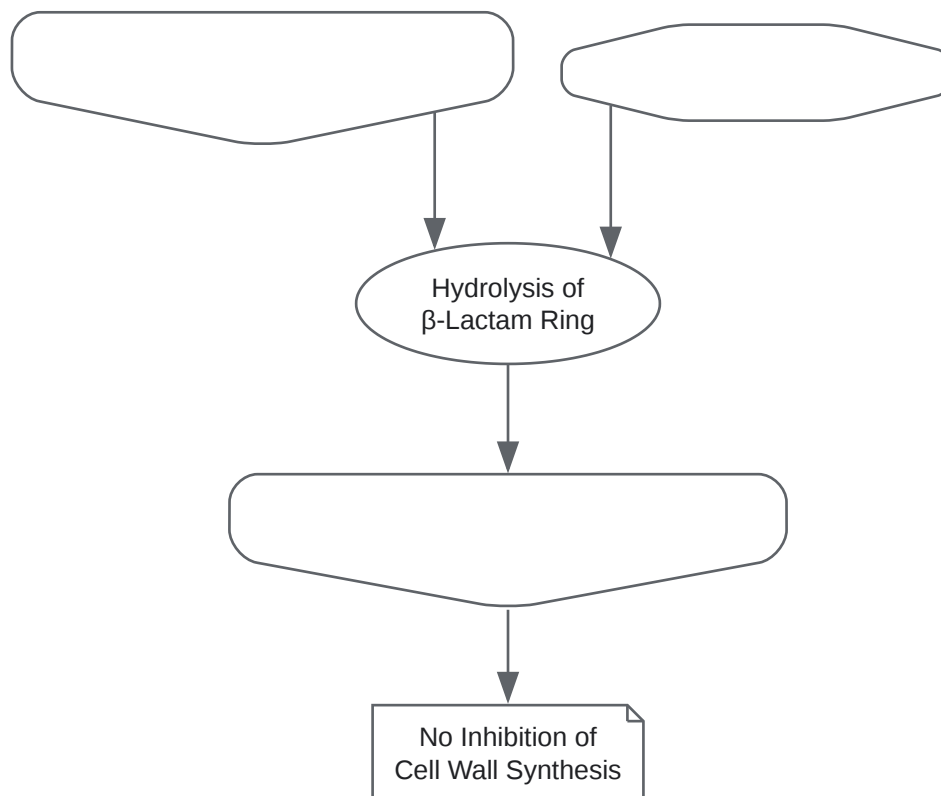 Hydrolysis of
β-Lactam Ring
No Inhibition of
Cell Wall Synthesis